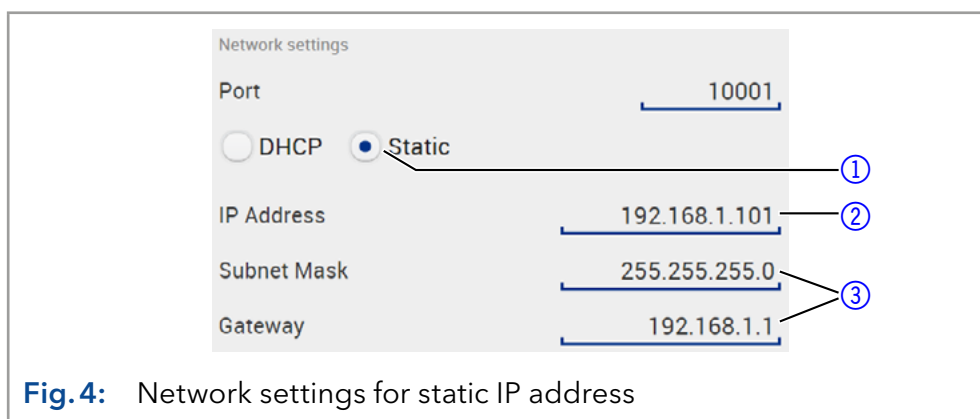 Network settings
Port 10001
DHCP Static
1
IP Address 192.168.1.101 2
Subnet Mask 255.255.255.0
3
Gateway 192.168.1.1
Fig. 4: Network settings for static IP address